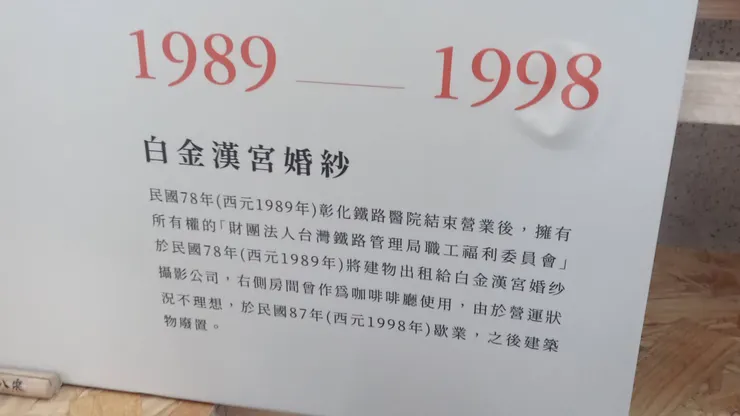 1989 — 1998
白金漢宮婚紗
民國78年(西元1989年)彰化鐵路醫院結束營業後，擁有
所有權的「財團法人台灣鐵路管理局職工福利委員會」
於民國78年(西元1989年)將建物出租給白金漢宮婚紗
攝影公司，右側房間曾作為咖啡啡廳使用，由於營運狀
況不理想，於民國87年(西元1998年)歇業，之後建築
物廢置。